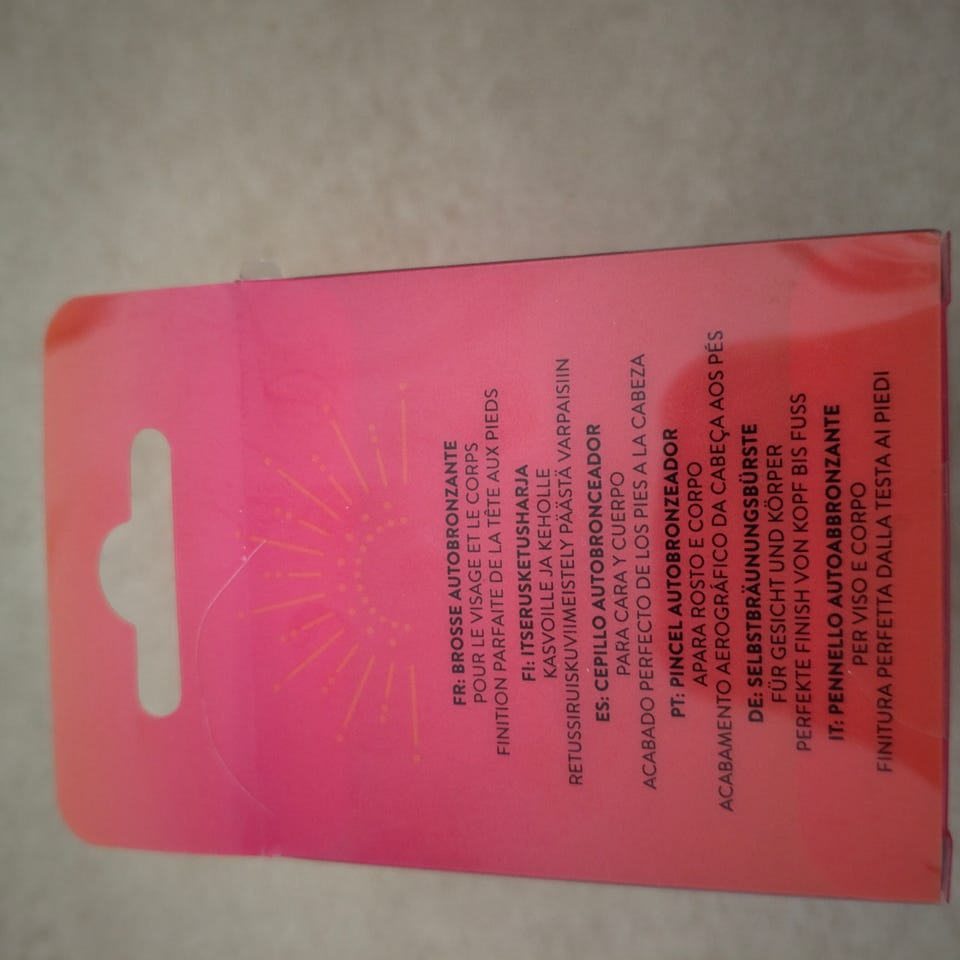 FR: BROSSE AUTOBRONZANTE
POUR LE VISAGE ET LE CORPS
FINITION PARFAITE DE LA TÊTE AUX PIEDS
FI: ITSERUSKETUSHARJA
KASVOILLE JA KEHOLLE
RETUSSIRUISKUVIIMEISTELY PÄÄSTÄ VARPAISIIN
ES: CEPILLO AUTOBRONCEADOR
PARA CARA Y CUERPO
ACABADO PERFECTO DE LOS PIES A LA CABEZA
PT: PINCEL AUTOBRONZEADOR
APARA ROSTO E CORPO
ACABAMENTO AEROGRÁFICO DA CABEÇA AOS PÉS
DE: SELBSTBRÄUNUNGSBÜRSTE
FÜR GESICHT UND KÖRPER
PERFEKTE FINISH VON KOPF BIS FUSS
IT: PENNELLO AUTOABBRONZANTE
PER VISO E CORPO
FINITURA PERFETTA DALLA TESTA AI PIEDI